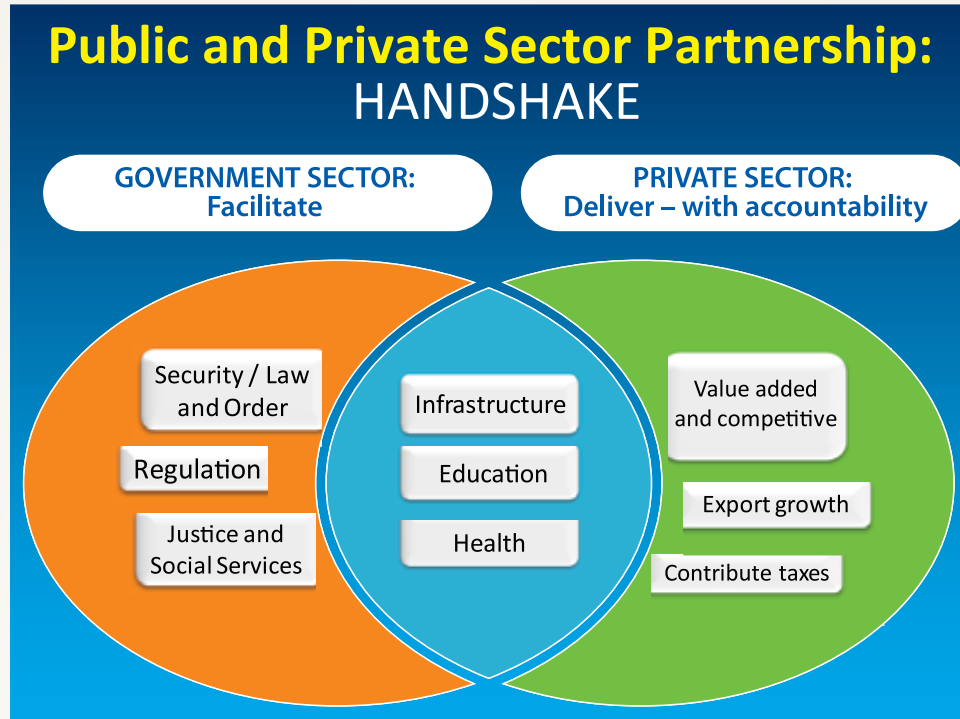 Public and Private Sector Partnership:
HANDSHAKE
GOVERNMENT SECTOR:
Facilitate
PRIVATE SECTOR:
Deliver – with accountability
Security / Law
and Order
Regulation
Justice and
Social Services
Infrastructure
Education
Health
Value added
and competitive
Export growth
Contribute taxes